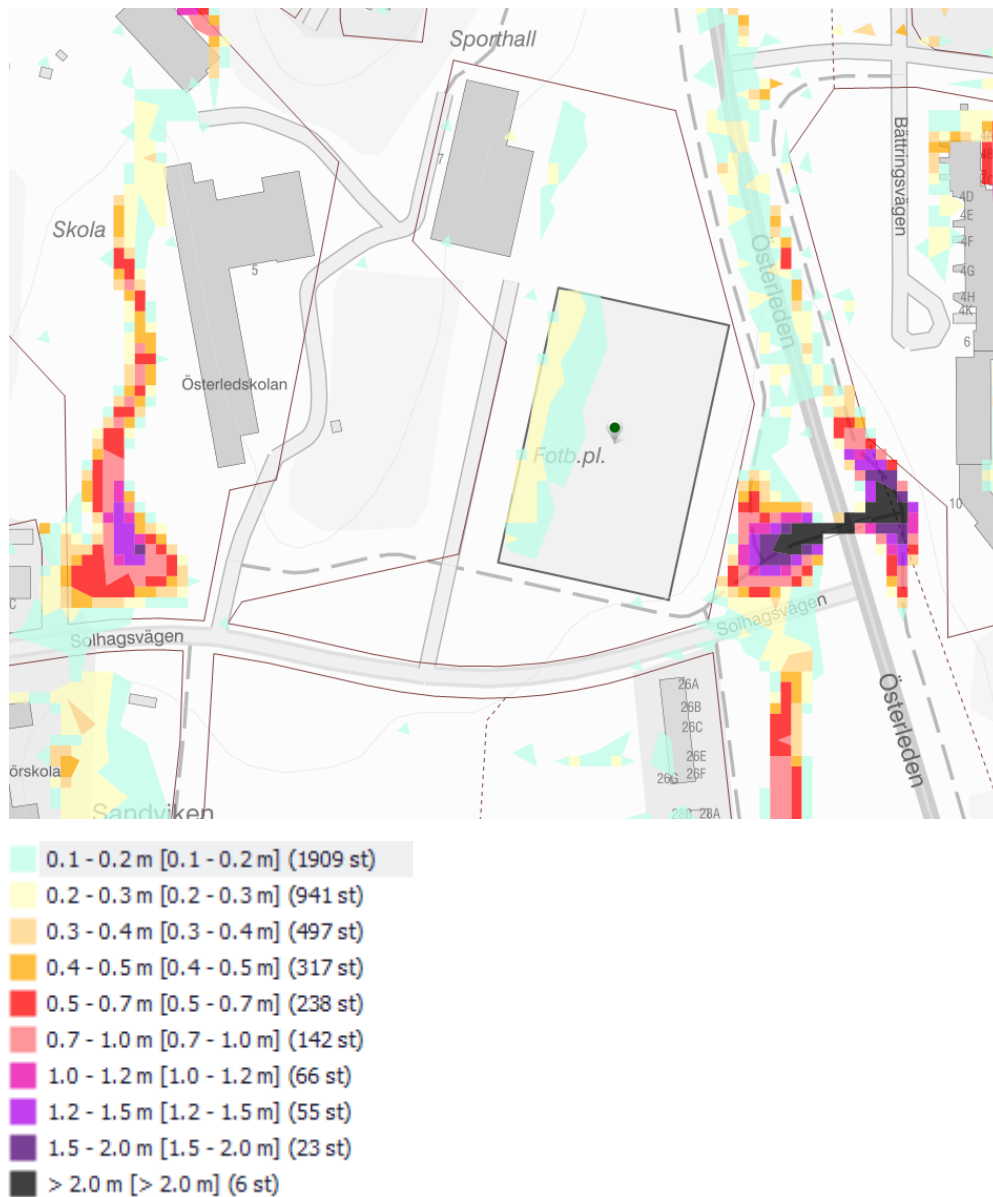 Sporthall
Bättringsvägen
7
4D
4E
4F
4G
4H
4K
6
Skola
5
Österleden
Österledskolan
Fotb.pl.
10
C
Solhagsvägen
Solhagsvägen
Österleden
26A
26B
26C
26E
26G 26F
28A
örskola
Sandviken
0.1 - 0.2 m [0.1 - 0.2 m] (1909 st)
0.2 - 0.3 m [0.2 - 0.3 m] (941 st)
0.3 - 0.4 m [0.3 - 0.4 m] (497 st)
0.4 - 0.5 m [0.4 - 0.5 m] (317 st)
0.5 - 0.7 m [0.5 - 0.7 m] (238 st)
0.7 - 1.0 m [0.7 - 1.0 m] (142 st)
1.0 - 1.2 m [1.0 - 1.2 m] (66 st)
1.2 - 1.5 m [1.2 - 1.5 m] (55 st)
1.5 - 2.0 m [1.5 - 2.0 m] (23 st)
> 2.0 m [> 2.0 m] (6 st)